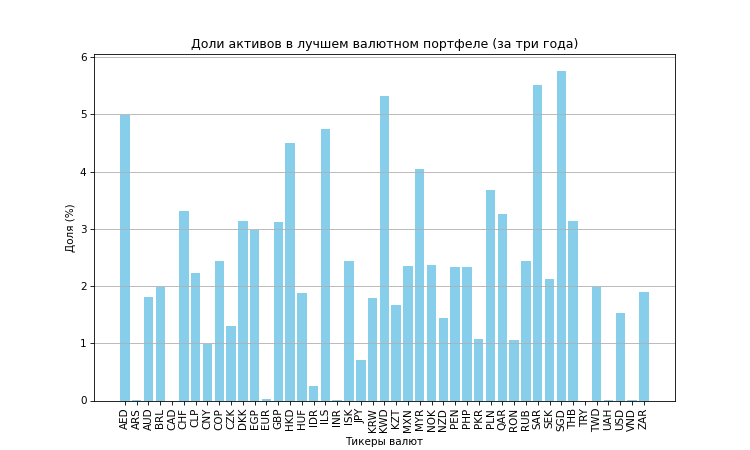 Доли активов в лучшем валютном портфеле (за три года)
Доля (%)
6
5
4
3
2
1
0
AED ARS AUD BRL CAD CHF CLP CNY COP CZK DKK EGP EUR GBP HKD HUF IDR ILS INR ISK JPY KRW KWD KZT MXN MYR NOK NZD PEN PHP PKR PLN QAR RON RUB SAR SEK SGD THB TRY TWD UAH USD VND ZAR
Тикеры валют